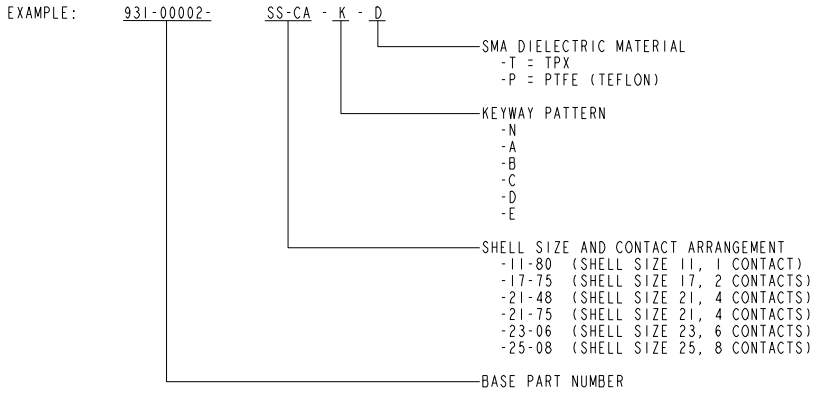 EXAMPLE: 931-00002- SS-CA - K - D
SMA DIELECTRIC MATERIAL
-T = TPX
-P = PTFE (TEFLON)
KEYWAY PATTERN
-N
-A
-B
-C
-D
-E
SHELL SIZE AND CONTACT ARRANGEMENT
-11-80 (SHELL SIZE 11, 1 CONTACT)
-17-75 (SHELL SIZE 17, 2 CONTACTS)
-21-48 (SHELL SIZE 21, 4 CONTACTS)
-21-75 (SHELL SIZE 21, 4 CONTACTS)
-23-06 (SHELL SIZE 23, 6 CONTACTS)
-25-08 (SHELL SIZE 25, 8 CONTACTS)
BASE PART NUMBER